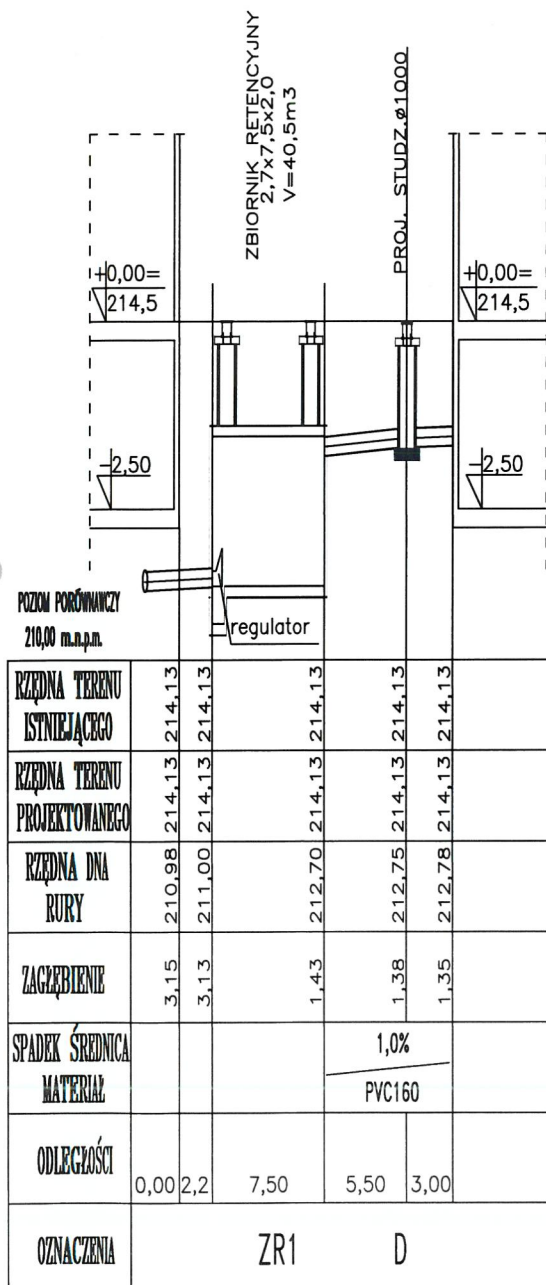 ZBIORNIK RETENCYJNY
2,7x7,5x2,0
V=40,5m3
PROJ. STUDZ.ø1000
+0,00=
214,5
+0,00=
214,5
-2,50
-2,50
POZIOM PORÓWNAWCZY
210,00 m.n.p.m.
regulator
RZĘDNA TERENU
ISTNIEJĄCEGO
214,13 214,13 214,13 214,13 214,13
RZĘDNA TERENU
PROJEKTOWANEGO
214,13 214,13 214,13 214,13 214,13
RZĘDNA DNA
RURY
210,98 211,00 212,70 212,75 212,78
ZAGŁĘBIENIE
3,15 3,13 1,43 1,38 1,35
SPADEK ŚREDNICA
MATERIAŁ
1,0%
PVC160
ODLEGŁOŚCI
0,00 2,2 7,50 5,50 3,00
OZNACZENIA
ZR1 D